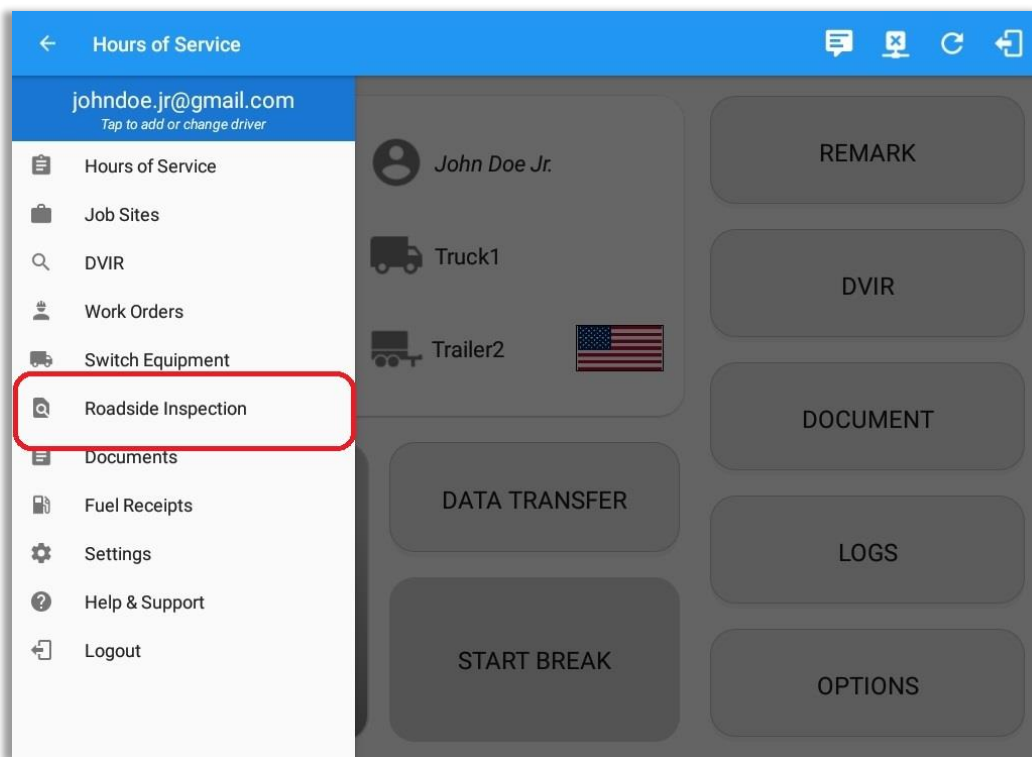 Hours of Service
johndoe.jr@gmail.com
Tap to add or change driver
Hours of Service
Job Sites
DVIR
Work Orders
Switch Equipment
Roadside Inspection
Documents
Fuel Receipts
Settings
Help & Support
Logout
John Doe Jr.
Truck1
Trailer2
DATA TRANSFER
START BREAK
REMARK
DVIR
DOCUMENT
LOGS
OPTIONS